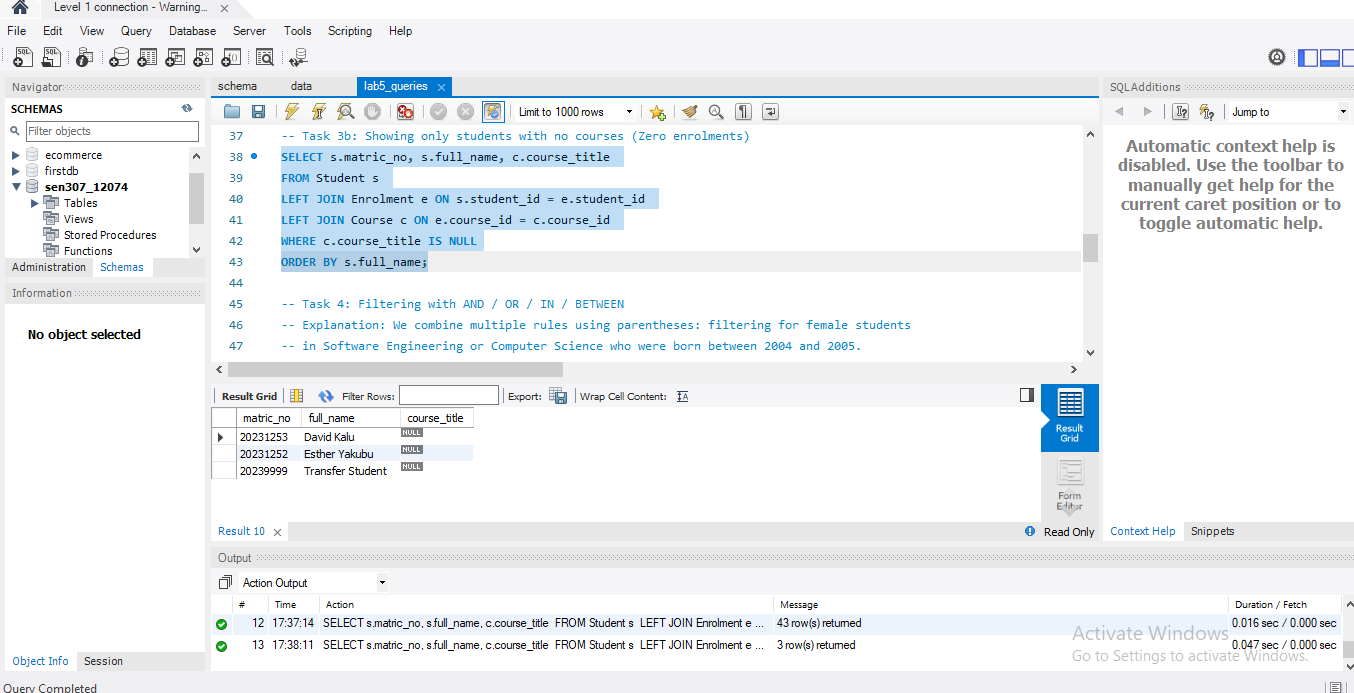 Level 1 connection - Warning...
File Edit View Query Database Server Tools Scripting Help
Navigator
SCHEMAS
Filter objects
ecommerce
firstdb
sen307_12074
Tables
Views
Stored Procedures
Functions
Administration Schemas
Information
No object selected
Object Info Session
schema data lab5_queries
Limit to 1000 rows
37 -- Task 3b: Showing only students with no courses (Zero enrolments)
38 SELECT s.matric_no, s.full_name, c.course_title
39 FROM Student s
40 LEFT JOIN Enrolment e ON s.student_id = e.student_id
41 LEFT JOIN Course c ON e.course_id = c.course_id
42 WHERE c.course_title IS NULL
43 ORDER BY s.full_name;
44
45 -- Task 4: Filtering with AND / OR / IN / BETWEEN
46 -- Explanation: We combine multiple rules using parentheses: filtering for female students
47 -- in Software Engineering or Computer Science who were born between 2004 and 2005.
Result Grid Filter Rows: Export: Wrap Cell Content:
matric_no full_name course_title
20231253 David Kalu NULL
20231252 Esther Yakubu NULL
20239999 Transfer Student NULL
Result Grid
Form Editor
Result 10
Read Only
SQLAdditions
Jump to
Automatic context help is
disabled. Use the toolbar to
manually get help for the
current caret position or to
toggle automatic help.
Context Help Snippets
Output
Action Output
# Time Action Message Duration / Fetch
12 17:37:14 SELECT s.matric_no, s.full_name, c.course_title FROM Student s LEFT JOIN Enrolment e ... 43 row(s) returned 0.016 sec / 0.000 sec
13 17:38:11 SELECT s.matric_no, s.full_name, c.course_title FROM Student s LEFT JOIN Enrolment e ... 3 row(s) returned 0.047 sec / 0.000 sec
Activate Windows
Go to Settings to activate Windows.
Query Completed